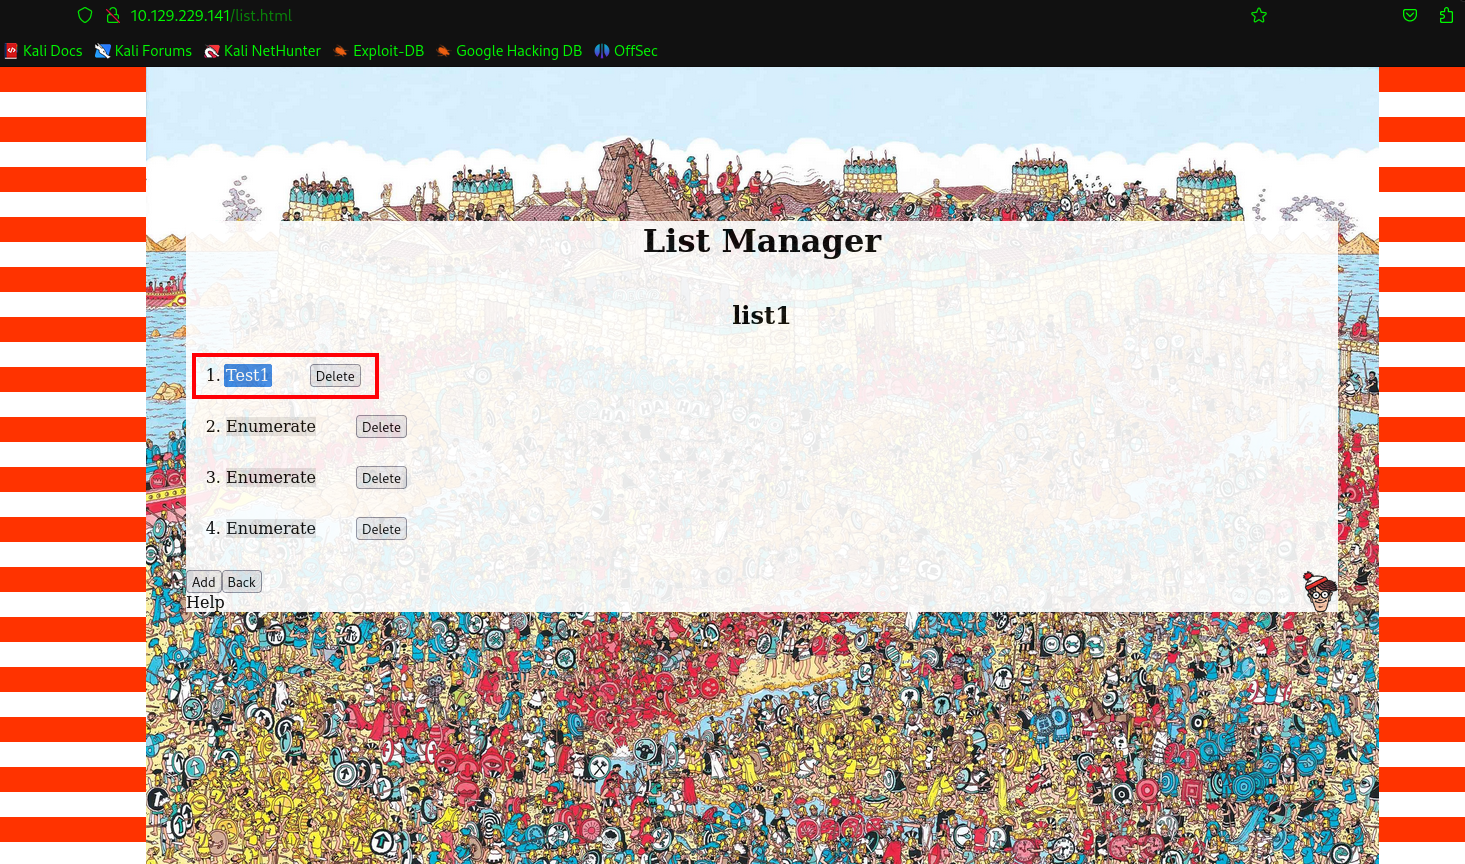 10.129.229.141/list.html
Kali Docs Kali Forums Kali NetHunter Exploit-DB Google Hacking DB OffSec
List Manager
list1
1. Test1 Delete
2. Enumerate Delete
3. Enumerate Delete
4. Enumerate Delete
Add Back
Help